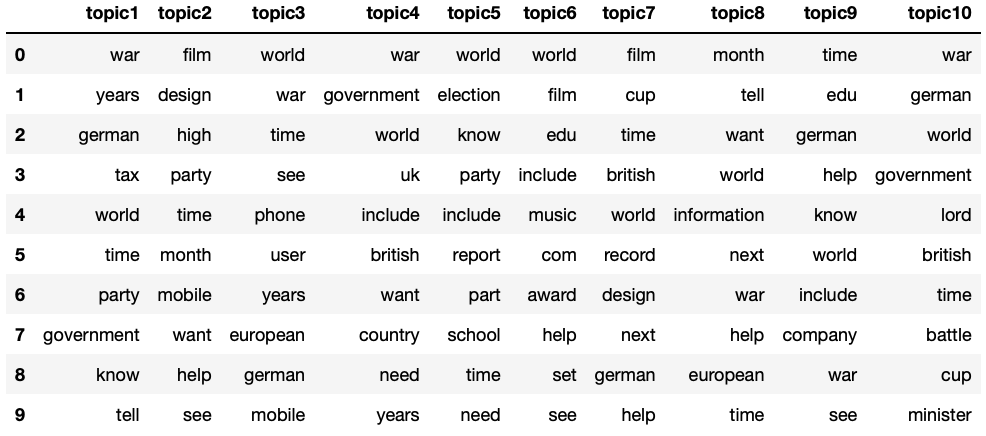 topic1 topic2 topic3 topic4 topic5 topic6 topic7 topic8 topic9 topic10
0 war film world war world world film month time war
1 years design war government election film cup tell edu german
2 german high time world know edu time want german world
3 tax party see uk party include british world help government
4 world time phone include include music world information know lord
5 time month user british report com record next world british
6 party mobile years want part award design war include time
7 government want european country school help next help company battle
8 know help german need time set german european war cup
9 tell see mobile years need see help time see minister